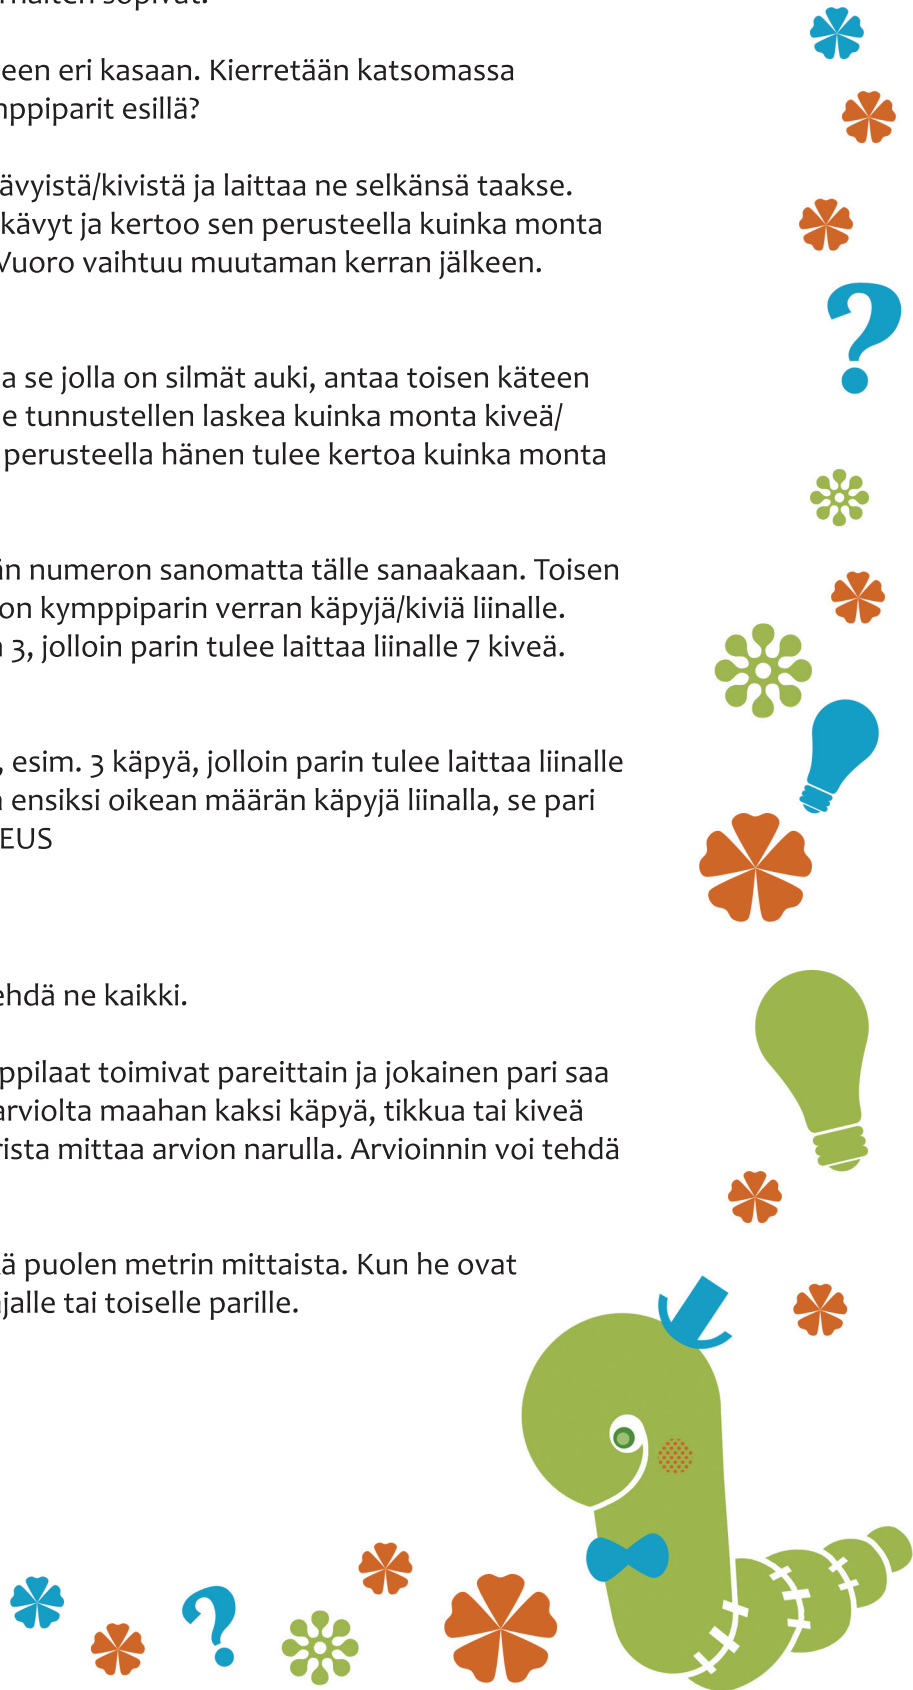 sopivat.
een eri kasaan. Kierretään katsomassa
mppiparit esillä?
ävyistä/kivistä ja laittaa ne selkänsä taakse.
kävyt ja kertoo sen perusteella kuinka monta
Vuoro vaihtuu muutaman kerran jälkeen.
a se jolla on silmät auki, antaa toisen käteen
e tunnustellen laskea kuinka monta kiveä/
perusteella hänen tulee kertoa kuinka monta
än numeron sanomatta tälle sanaakaan. Toisen
on kymppiparin verran käpyjä/kiviä liinalle.
3, jolloin parin tulee laittaa liinalle 7 kiveä.
, esim. 3 käpyä, jolloin parin tulee laittaa liinalle
ensiksi oikean määrän käpyjä liinalla, se pari
EUS
ehdä ne kaikki.
ppilaat toimivat pareittain ja jokainen pari saa
arviolta maahan kaksi käpyä, tikkua tai kiveä
rista mittaa arvion narulla. Arvioinnin voi tehdä
ä puolen metrin mittaista. Kun he ovat
jalle tai toiselle parille.